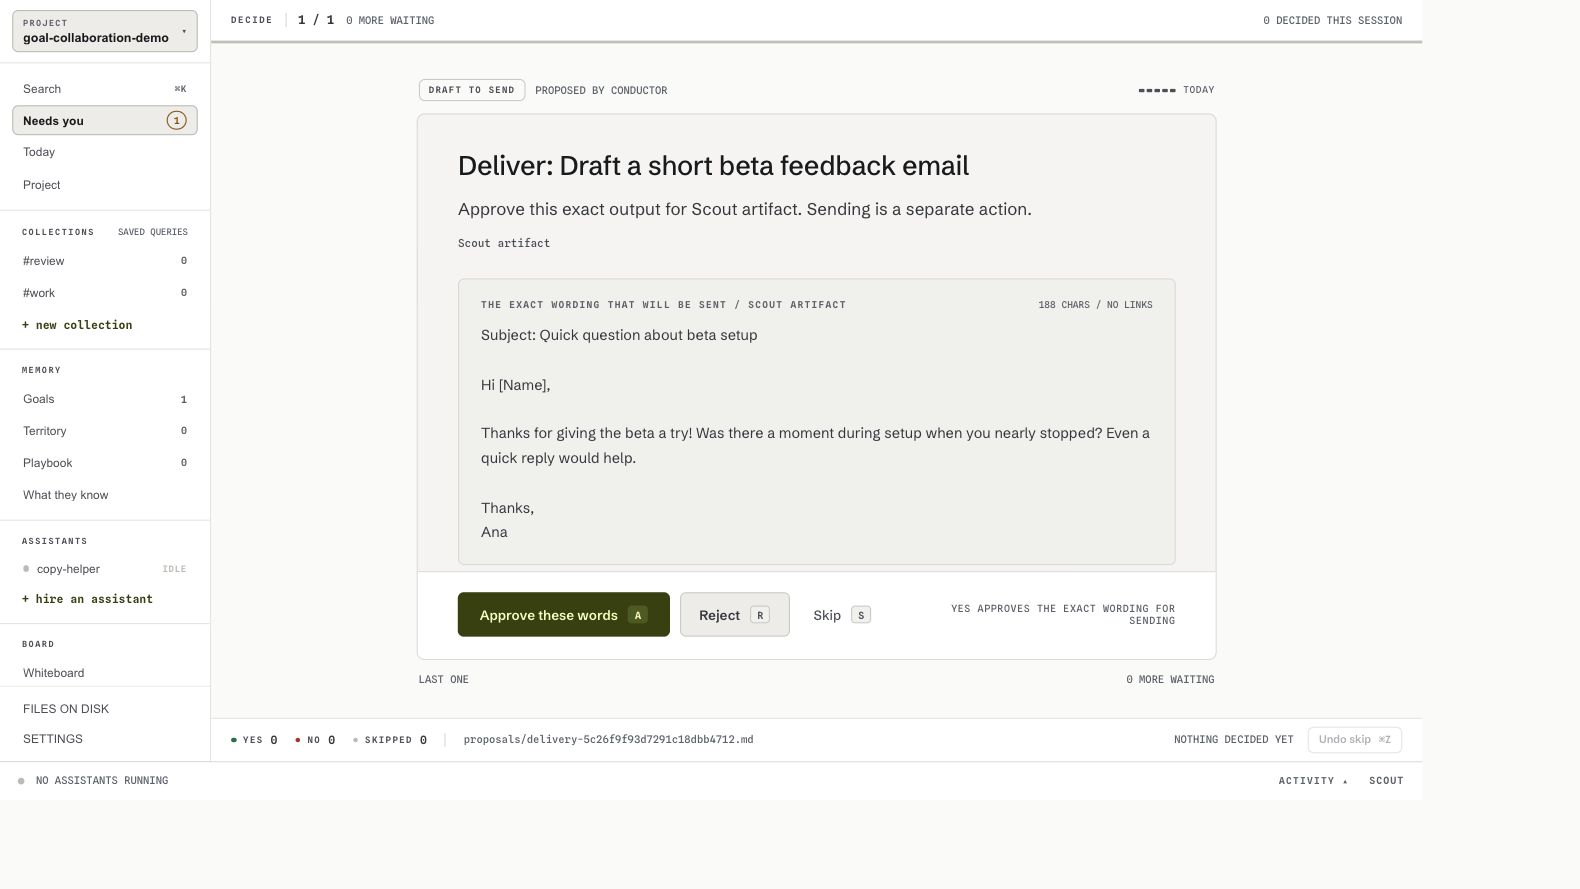 PROJECT
goal-collaboration-demo ▾
Search ⌘K
Needs you 1
Today
Project
COLLECTIONS SAVED QUERIES
#review 0
#work 0
+ new collection
MEMORY
Goals 1
Territory 0
Playbook 0
What they know
ASSISTANTS
copy-helper IDLE
+ hire an assistant
BOARD
Whiteboard
FILES ON DISK
SETTINGS
DECIDE 1 / 1 0 MORE WAITING 0 DECIDED THIS SESSION
DRAFT TO SEND PROPOSED BY CONDUCTOR TODAY
Deliver: Draft a short beta feedback email
Approve this exact output for Scout artifact. Sending is a separate action.
Scout artifact
THE EXACT WORDING THAT WILL BE SENT / SCOUT ARTIFACT 188 CHARS / NO LINKS
Subject: Quick question about beta setup
Hi [Name],
Thanks for giving the beta a try! Was there a moment during setup when you nearly stopped? Even a
quick reply would help.
Thanks,
Ana
Approve these words A Reject R Skip S
YES APPROVES THE EXACT WORDING FOR
SENDING
LAST ONE 0 MORE WAITING
YES 0 NO 0 SKIPPED 0 proposals/delivery-5c26f9f93d7291c18dbb4712.md NOTHING DECIDED YET Undo skip ⌘Z
NO ASSISTANTS RUNNING ACTIVITY ▴ SCOUT